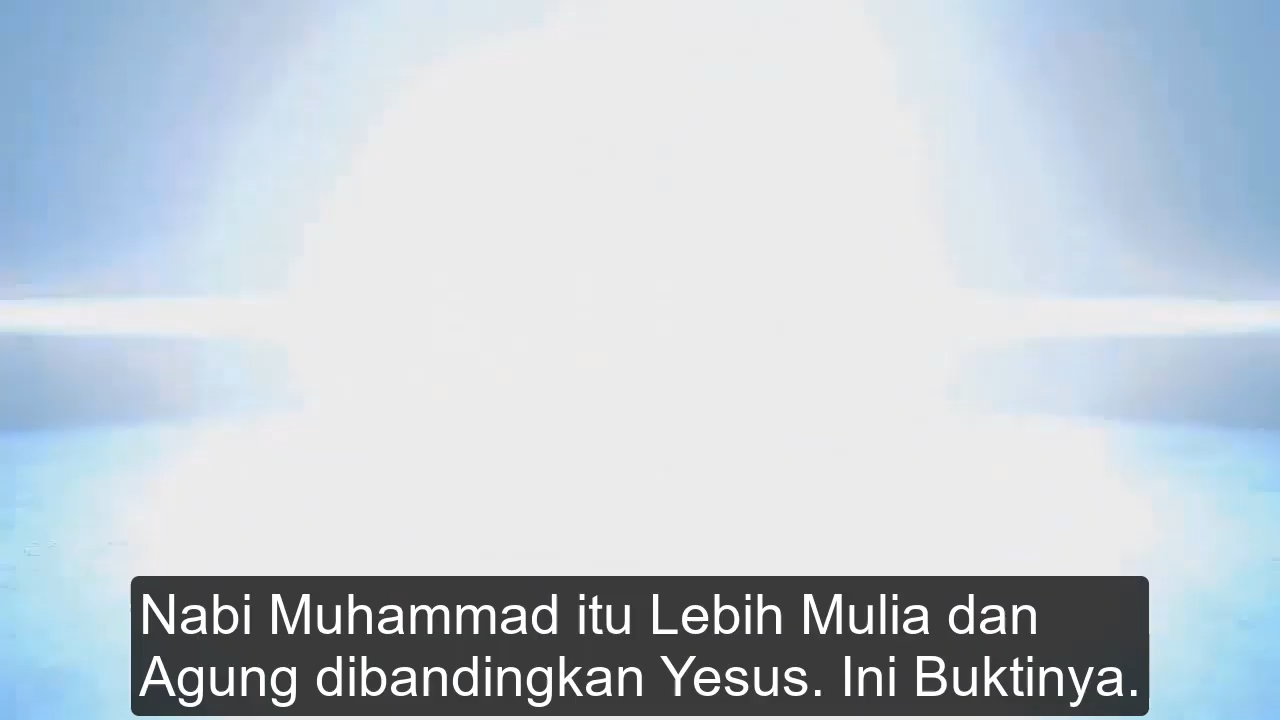 Nabi Muhammad itu Lebih Mulia dan
Agung dibandingkan Yesus. Ini Buktinya.